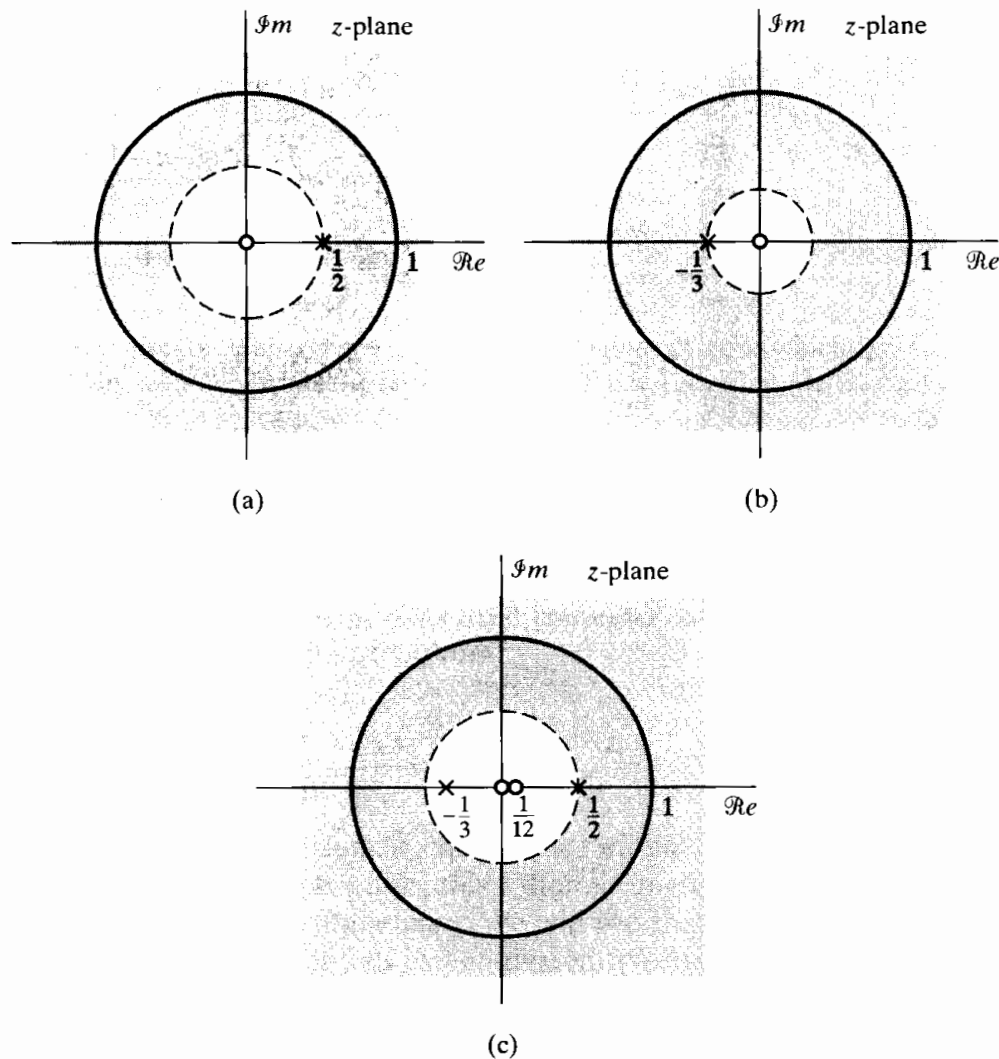 𝓘m z-plane
𝓘m z-plane
1/2
1
𝓡e
-1/3
1
𝓡e
(a)
(b)
𝓘m z-plane
-1/3
1/12
1/2
1
𝓡e
(c)